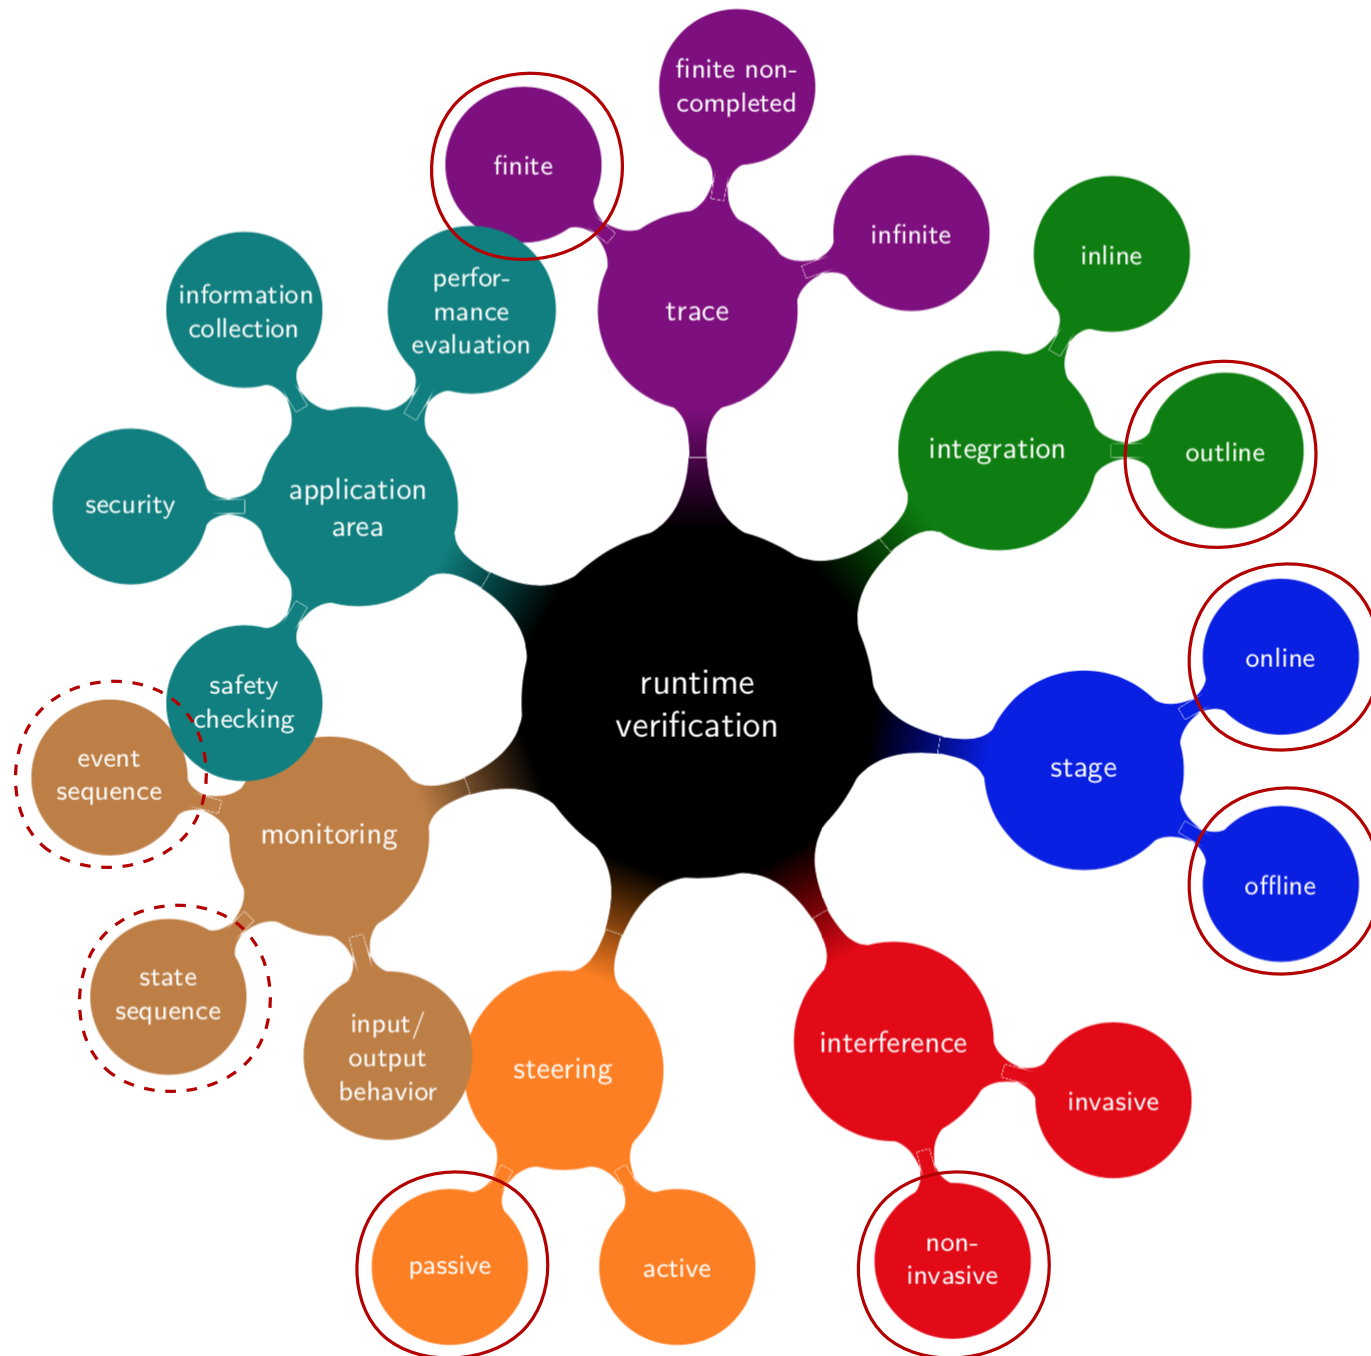 finite non-
completed
finite
infinite
trace
inline
integration
outline
information
collection
perfor-
mance
evaluation
application
area
security
safety
checking
runtime
verification
online
stage
offline
event
sequence
monitoring
state
sequence
input/
output
behavior
steering
passive
active
interference
invasive
non-
invasive